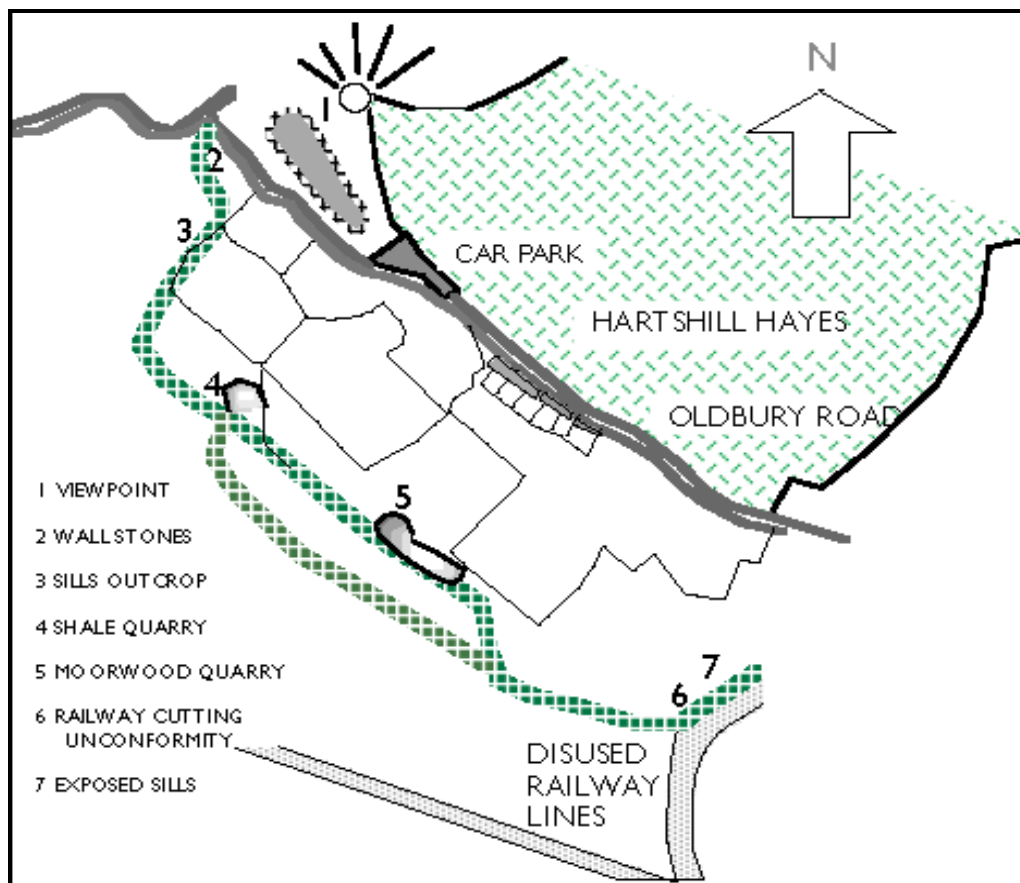 N
1
2
3
CAR PARK
HARTSHILL HAYES
4
OLDBURY ROAD
5
1 VIEWPOINT
2 WALLSTONES
3 SILLS OUTCROP
4 SHALE QUARRY
5 MOORWOOD QUARRY
6 RAILWAY CUTTING
UNCONFORMITY
7 EXPOSED SILLS
7
6
DISUSED
RAILWAY
LINES